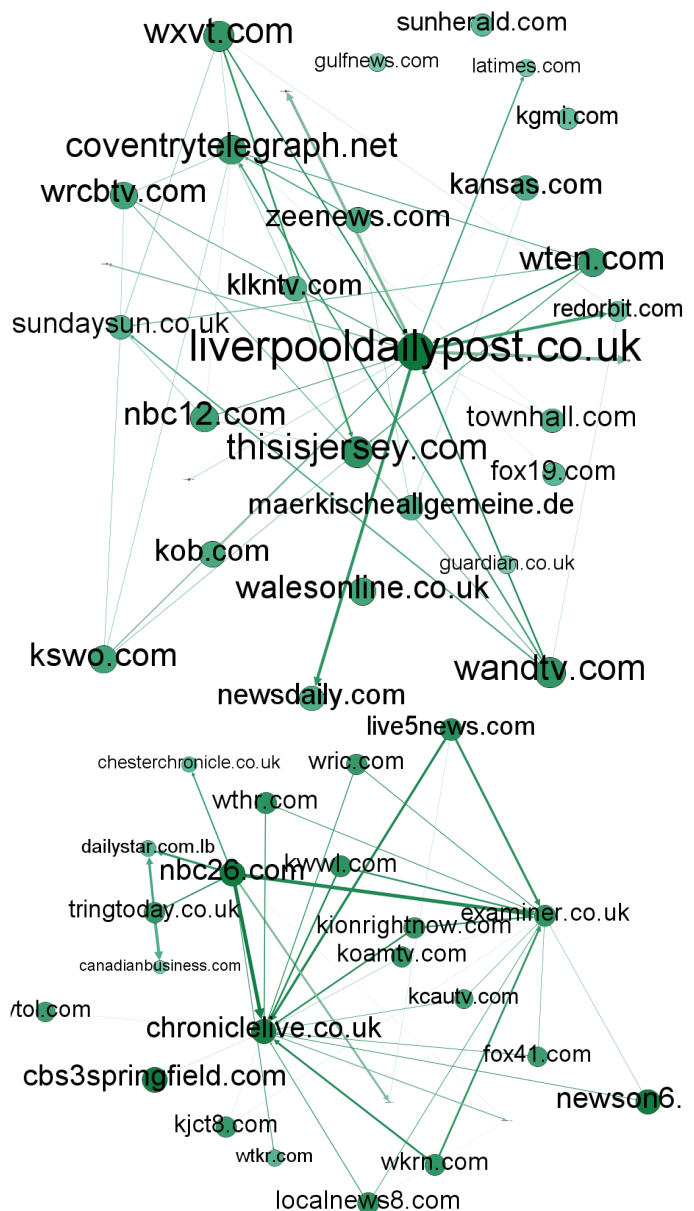 sunherald.com
wxvt.com
gulfnews.com
latimes.com
kgmi.com
coventrytelegraph.net
kansas.com
wrcbtv.com
zeenews.com
wten.com
klkntv.com
redorbit.com
sundaysun.co.uk
liverpooldailypost.co.uk
nbc12.com
townhall.com
thisisjersey.com
fox19.com
maerkischeallgemeine.de
kob.com
guardian.co.uk
walesonline.co.uk
kswo.com
wandtv.com
newsdaily.com
live5news.com
chesterchronicle.co.uk
wric.com
wthr.com
dailystar.com.lb
nbc26.com
kwwl.com
tringtoday.co.uk
examiner.co.uk
kionrightnow.com
koamtv.com
canadianbusiness.com
kcautv.com
vtol.com
chroniclelive.co.uk
fox41.com
cbs3springfield.com
newson6.
kjct8.com
wtkr.com
wkrn.com
localnews8.com